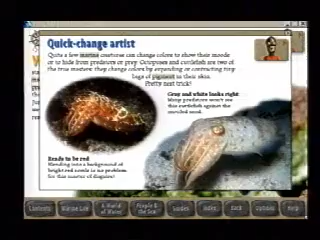 Quick-change artist
Quite a few marine creatures can change colors to show their moods
or to hide from predators or prey. Octopuses and cuttlefish are two of
the true masters: they change colors by expanding or contracting tiny
bags of pigment in their skin.
Pretty neat trick!
Gray and white looks right
Many predators won't see
this cuttlefish against the
mottled sand.
Ready to be red
Blending into a background of
bright red corals is no problem
for this master of disguise!
Contents
Marine Life
A World
of Water
People &
the Sea
Guides
Index
Back
Options
Help